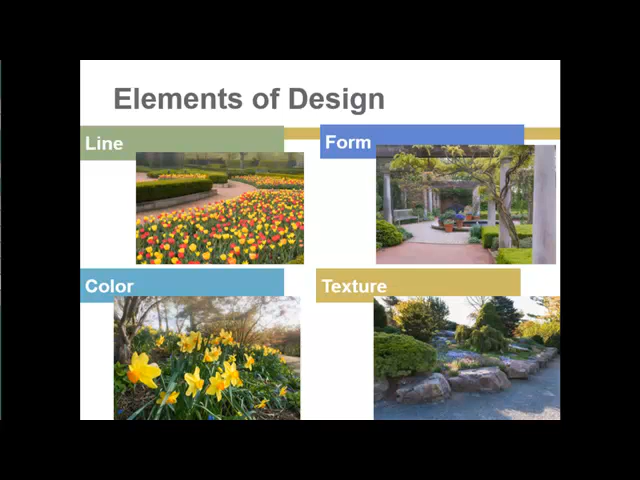 Elements of Design
Line
Form
Color
Texture